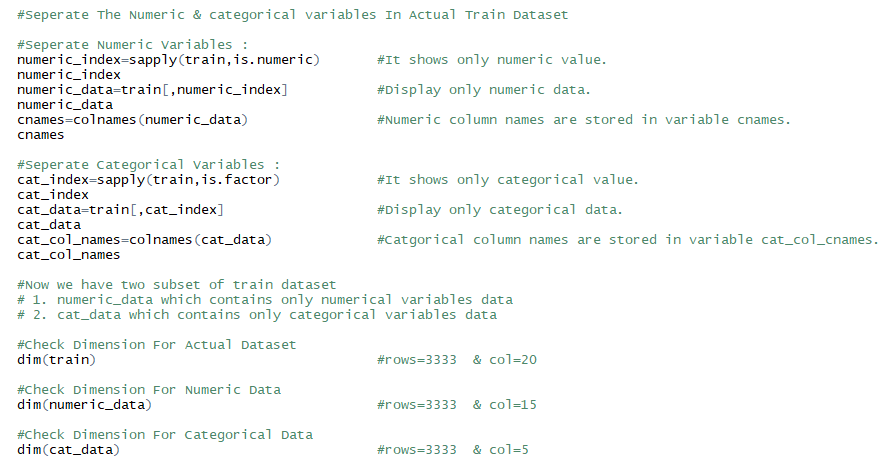 #Seperate The Numeric & categorical variables In Actual Train Dataset
#Seperate Numeric Variables :
numeric_index=sapply(train,is.numeric) #It shows only numeric value.
numeric_index
numeric_data=train[,numeric_index] #Display only numeric data.
numeric_data
cnames=colnames(numeric_data) #Numeric column names are stored in variable cnames.
cnames
#Seperate Categorical Variables :
cat_index=sapply(train,is.factor) #It shows only categorical value.
cat_index
cat_data=train[,cat_index] #Display only categorical data.
cat_data
cat_col_names=colnames(cat_data) #Catgorical column names are stored in variable cat_col_cnames.
cat_col_names
#Now we have two subset of train dataset
# 1. numeric_data which contains only numerical variables data
# 2. cat_data which contains only categorical variables data
#Check Dimension For Actual Dataset
dim(train) #rows=3333 & col=20
#Check Dimension For Numeric Data
dim(numeric_data) #rows=3333 & col=15
#Check Dimension For Categorical Data
dim(cat_data) #rows=3333 & col=5